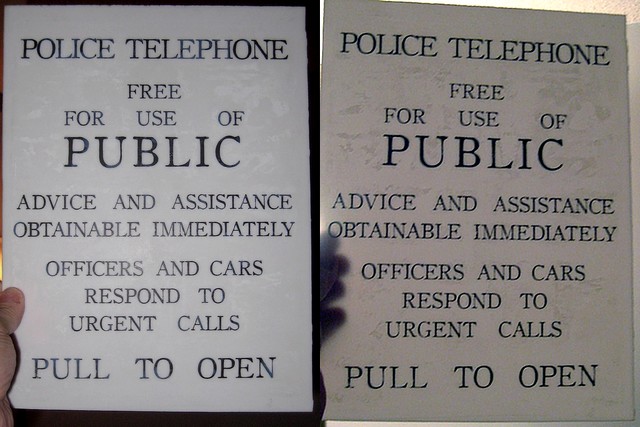 POLICE TELEPHONE
FREE
FOR USE OF
PUBLIC
ADVICE AND ASSISTANCE
OBTAINABLE IMMEDIATELY
OFFICERS AND CARS
RESPOND TO
URGENT CALLS
PULL TO OPEN
POLICE TELEPHONE
FREE
FOR USE OF
PUBLIC
ADVICE AND ASSISTANCE
OBTAINABLE IMMEDIATELY
OFFICERS AND CARS
RESPOND TO
URGENT CALLS
PULL TO OPEN